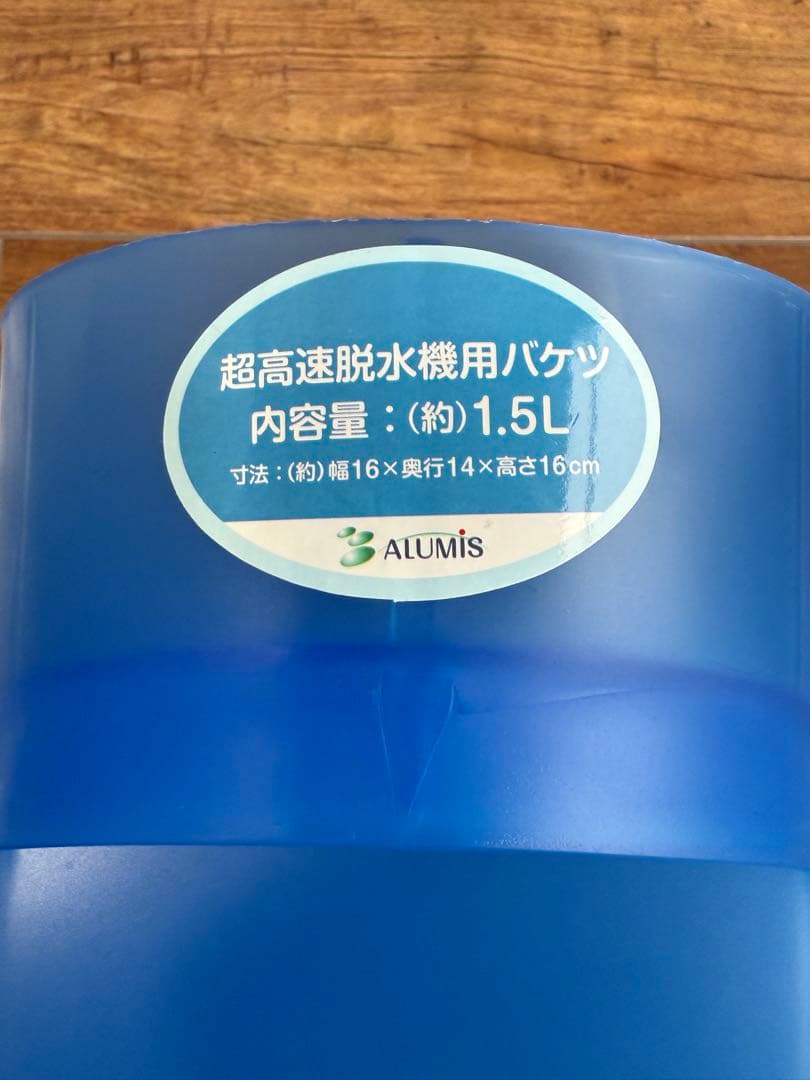 超高速脱水機用バケツ
内容量：(約)1.5L
寸法：(約)幅16×奥行14×高さ16cm
ALUMIS